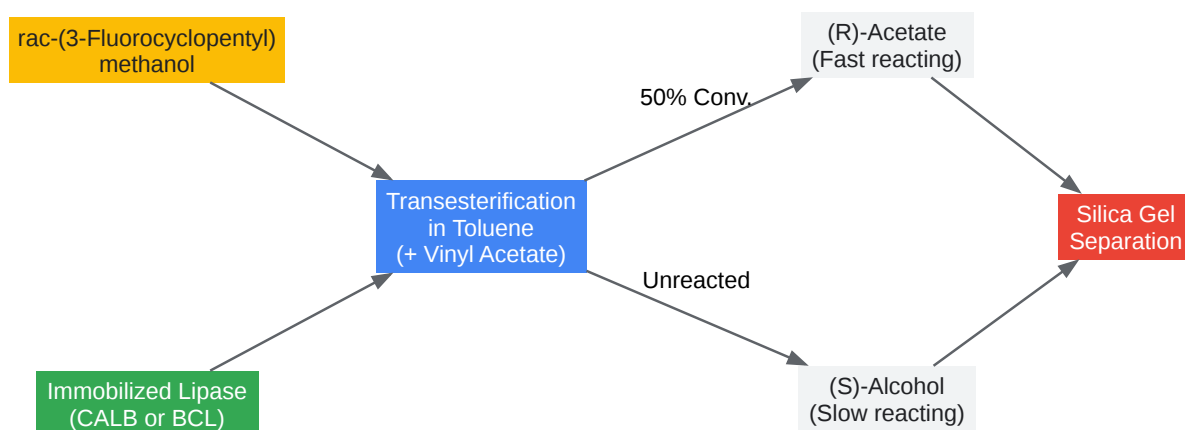 rac-(3-Fluorocyclopentyl)
methanol
Immobilized Lipase
(CALB or BCL)
Transesterification
in Toluene
(+ Vinyl Acetate)
50% Conv.
Unreacted
(R)-Acetate
(Fast reacting)
(S)-Alcohol
(Slow reacting)
Silica Gel
Separation